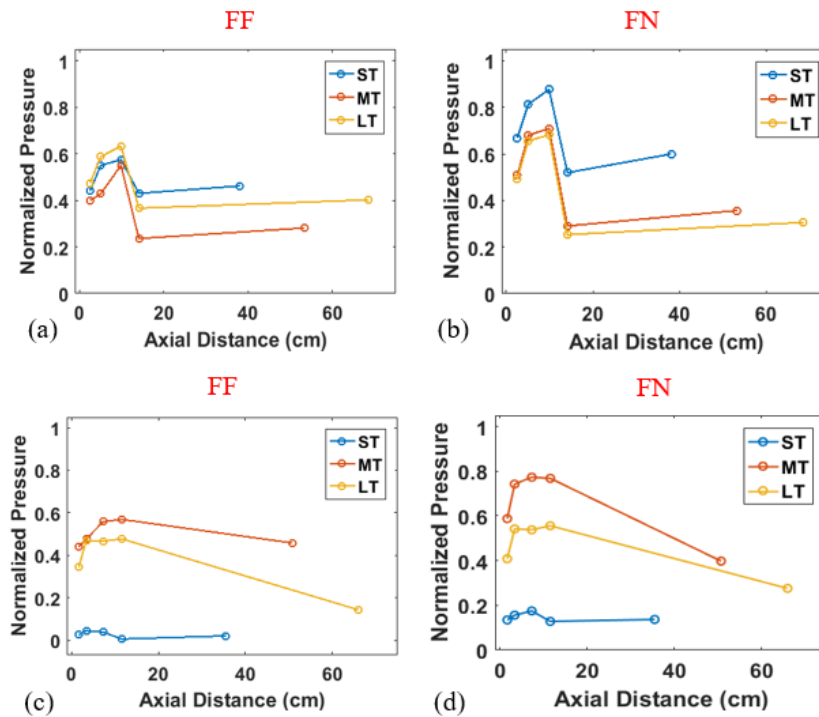 FF
1
0.8
0.6
0.4
0.2
0
Normalized Pressure
ST
MT
LT
0 20 40 60
(a) Axial Distance (cm)
FN
1
0.8
0.6
0.4
0.2
0
Normalized Pressure
ST
MT
LT
0 20 40 60
(b) Axial Distance (cm)
FF
1
0.8
0.6
0.4
0.2
0
Normalized Pressure
ST
MT
LT
0 20 40 60
(c) Axial Distance (cm)
FN
1
0.8
0.6
0.4
0.2
0
Normalized Pressure
ST
MT
LT
0 20 40 60
(d) Axial Distance (cm)